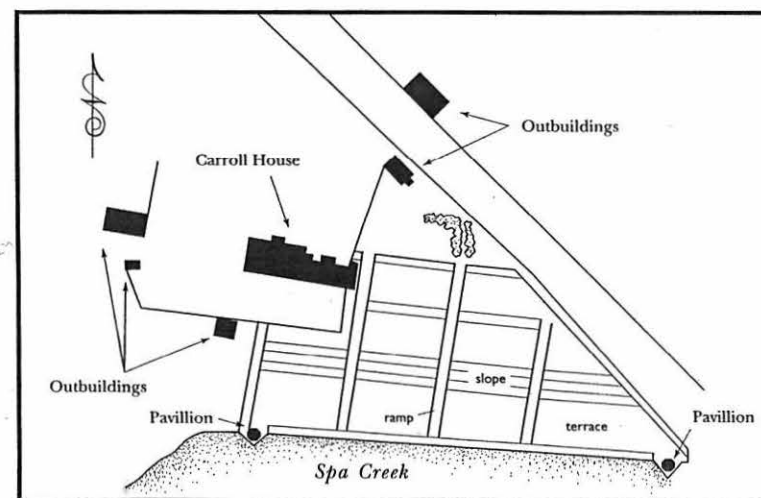 Outbuildings
Carroll House
Outbuildings
slope
Pavillion
ramp
terrace
Pavillion
Spa Creek